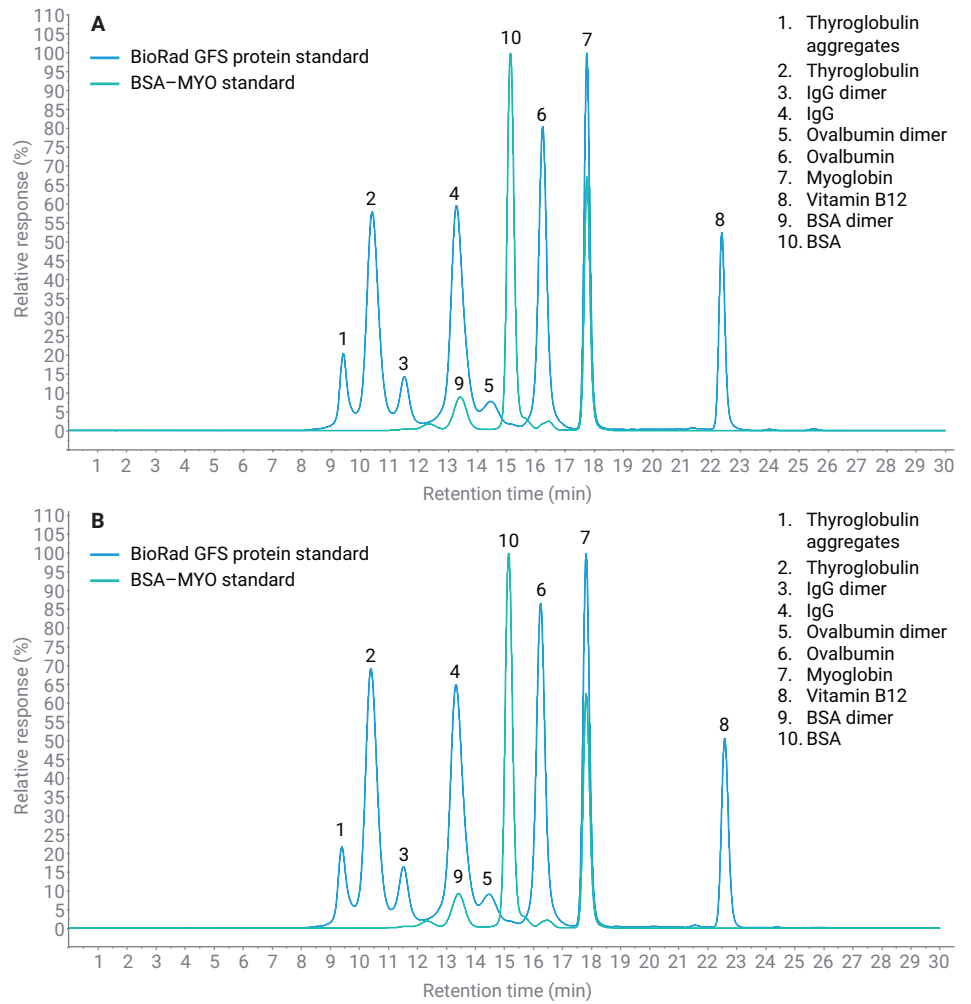 A
BioRad GFS protein standard
BSA–MYO standard
1. Thyroglobulin
aggregates
2. Thyroglobulin
3. IgG dimer
4. IgG
5. Ovalbumin dimer
6. Ovalbumin
7. Myoglobin
8. Vitamin B12
9. BSA dimer
10. BSA
Relative response (%)
110
105
100
95
90
85
80
75
70
65
60
55
50
45
40
35
30
25
20
15
10
5
0
1
2
3
4
9
5
10
6
7
8
1 2 3 4 5 6 7 8 9 10 11 12 13 14 15 16 17 18 19 20 21 22 23 24 25 26 27 28 29 30
Retention time (min)
B
BioRad GFS protein standard
BSA–MYO standard
1. Thyroglobulin
aggregates
2. Thyroglobulin
3. IgG dimer
4. IgG
5. Ovalbumin dimer
6. Ovalbumin
7. Myoglobin
8. Vitamin B12
9. BSA dimer
10. BSA
Relative response (%)
110
105
100
95
90
85
80
75
70
65
60
55
50
45
40
35
30
25
20
15
10
5
0
1
2
3
4
9
5
10
6
7
8
1 2 3 4 5 6 7 8 9 10 11 12 13 14 15 16 17 18 19 20 21 22 23 24 25 26 27 28 29 30
Retention time (min)